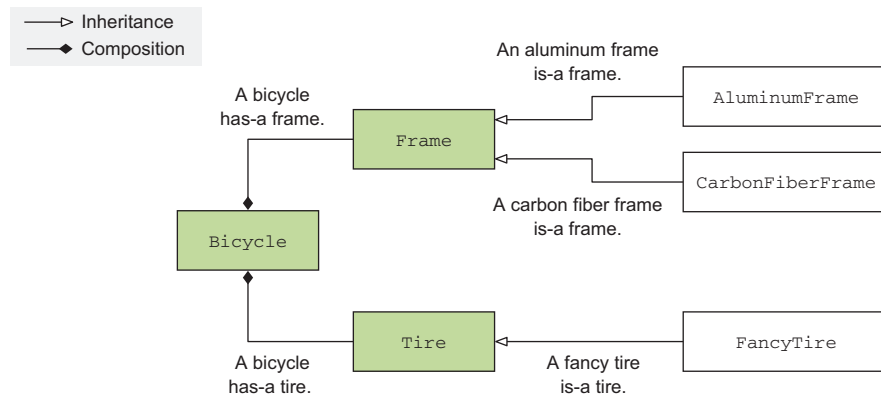 Inheritance
Composition
An aluminum frame
is-a frame.
AluminumFrame
A bicycle
has-a frame.
Frame
CarbonFiberFrame
A carbon fiber frame
is-a frame.
Bicycle
Tire
FancyTire
A bicycle
has-a tire.
A fancy tire
is-a tire.